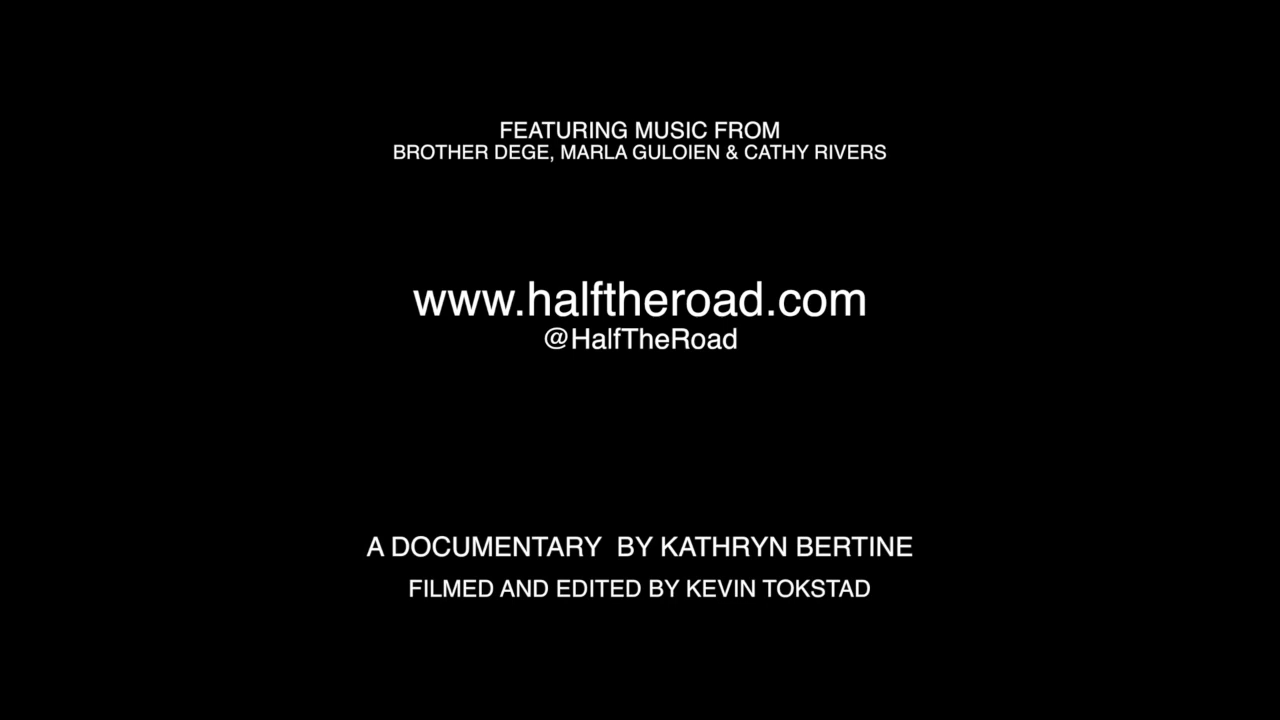 FEATURING MUSIC FROM
BROTHER DEGE, MARLA GULOIEN & CATHY RIVERS
www.halftheroad.com
@HalfTheRoad
A DOCUMENTARY  BY KATHRYN BERTINE
FILMED AND EDITED BY KEVIN TOKSTAD